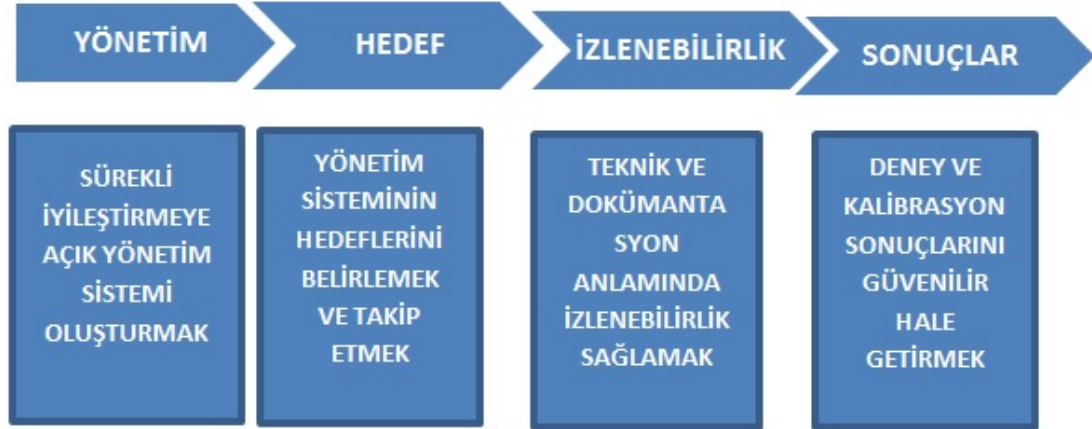 YÖNETİM
HEDEF
İZLENEBİLİRLİK
SONUÇLAR
SÜREKLİ
İYİLEŞTİRMEYE
AÇIK YÖNETİM
SİSTEMİ
OLUŞTURMAK
YÖNETİM
SİSTEMİNİN
HEDEFLERİNİ
BELİRLEMEK
VE TAKİP
ETMEK
TEKNİK VE
DOKÜMANTA
SYON
ANLAMINDA
İZLENEBİLİRLİK
SAĞLAMAK
DENEY VE
KALİBRASYON
SONUÇLARINI
GÜVENİLİR
HALE
GETİRMEK